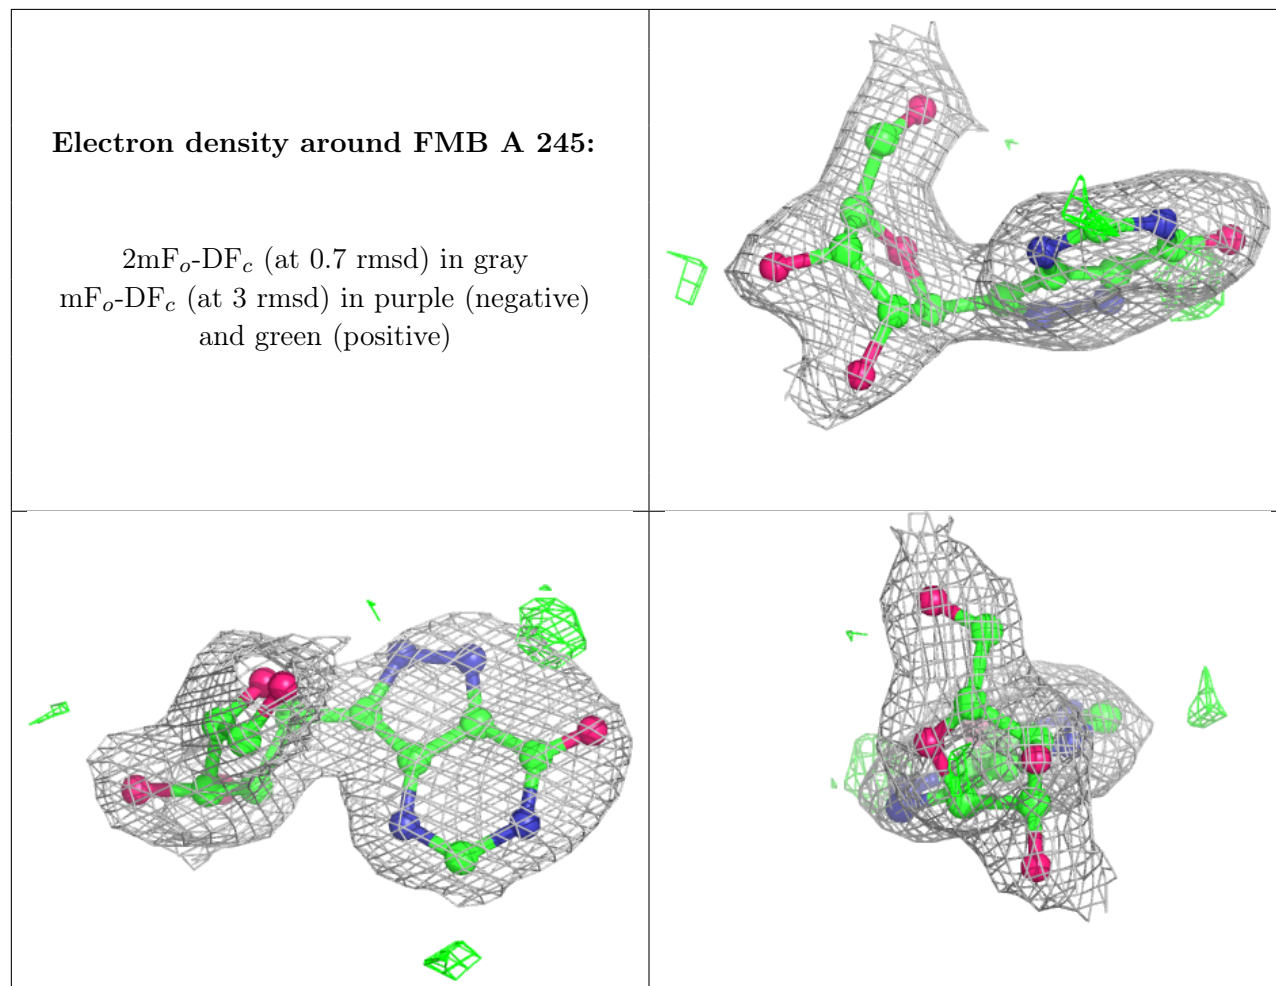 Electron density around FMB A 245:
2mFo-DFc (at 0.7 rmsd) in gray
mFo-DFc (at 3 rmsd) in purple (negative)
and green (positive)